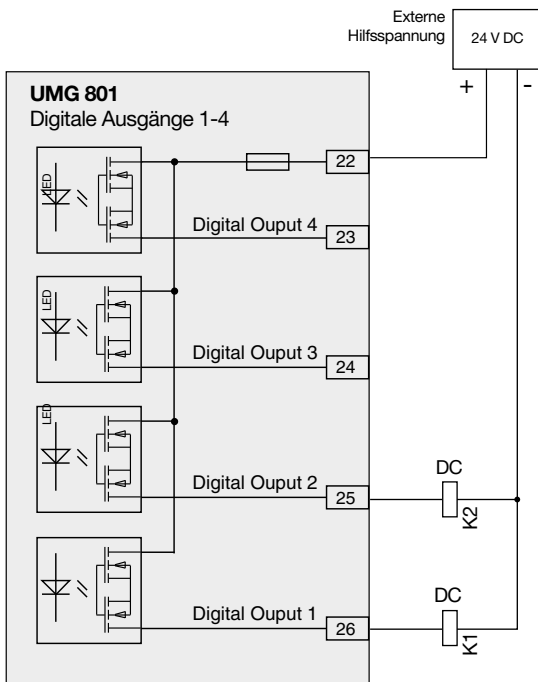 Externe
Hilfsspannung
24 V DC
+ -
UMG 801
Digitale Ausgänge 1-4
LED
22
Digital Ouput 4
23
LED
Digital Ouput 3
24
LED
Digital Ouput 2
25
DC
K2
Digital Ouput 1
26
DC
K1